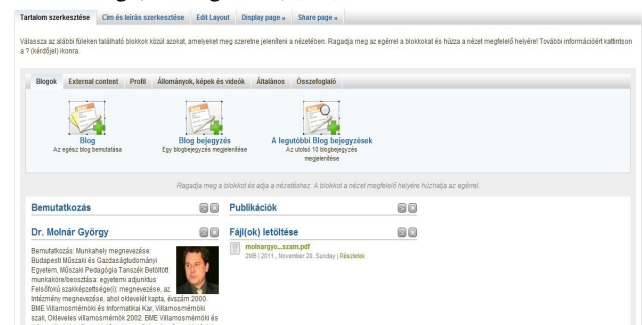 Tartalom szerkesztése Cím és leírás szerkesztése Edit Layout Display page » Share page »
Válassza az alábbi füleken található blokkok közül azokat, amelyeket meg szeretne jeleníteni a nézetében. Ragadja meg az egérrel a blokkokat és húzza a nézet megfelelő helyére! További információért kattintson
a ? (kérdőjel) ikonra.
Blogok External content Profil Állományok, képek és videók Általános Összefoglaló
Blog Blog bejegyzés A legutóbbi Blog bejegyzések
Az egész blog bemutatása Egy blogbejegyzés megjelenítése Az utolsó 10 blogbejegyzés
megjelenítése
Ragadja meg a blokkot és adja a nézetéshez. A blokkot a nézet megfelelő helyére húzhatja az egérrel.
Bemutatkozás
Publikációk
Dr. Molnár György
Fájl(ok) letöltése
Bemutatkozás: Munkahely megnevezése:
Budapesti Műszaki és Gazdaságtudományi
Egyetem, Műszaki Pedagógia Tanszék Betöltött
munkaköre/beosztása: egyetemi adjunktus
Felsőfokú szakképzettsége(i): megnevezése, az
Intézmény megnevezése, ahol oklevelét kapta, évszám 2000.
BME Villamosmérnöki és Informatikai Kar, Villamosmérnöki
szak, Okleveles villamosmérnök 2002. BME Villamosmérnöki és
molnargyo...szam.pdf
2MB | 2011., November 20. Sunday | Részletek